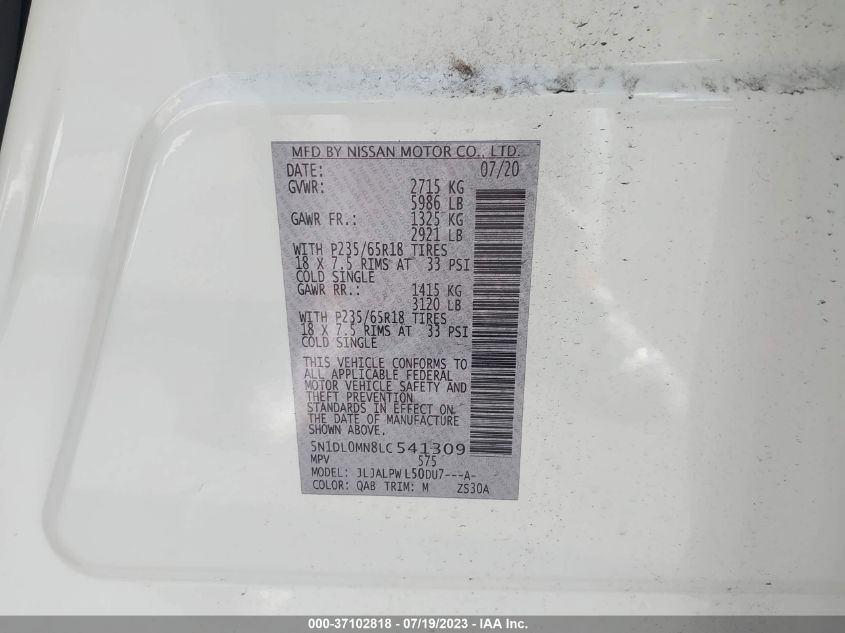 MFD BY NISSAN MOTOR CO., LTD.
DATE: 07/20
GVWR: 2715 KG
5986 LB
GAWR FR.: 1325 KG
2921 LB
WITH P235/65R18 TIRES
18 X 7.5 RIMS AT 33 PSI
COLD SINGLE
GAWR RR.: 1415 KG
3120 LB
WITH P235/65R18 TIRES
18 X 7.5 RIMS AT 33 PSI
COLD SINGLE
THIS VEHICLE CONFORMS TO
ALL APPLICABLE FEDERAL
MOTOR VEHICLE SAFETY AND
THEFT PREVENTION
STANDARDS IN EFFECT ON
THE DATE OF MANUFACTURE
SHOWN ABOVE.
5N1DL0MN8LC541309
MPV 575
MODEL: JLJALPWL50DU7---A-
COLOR: QAB TRIM: M ZS30A
000-37102818 - 07/19/2023 - IAA Inc.